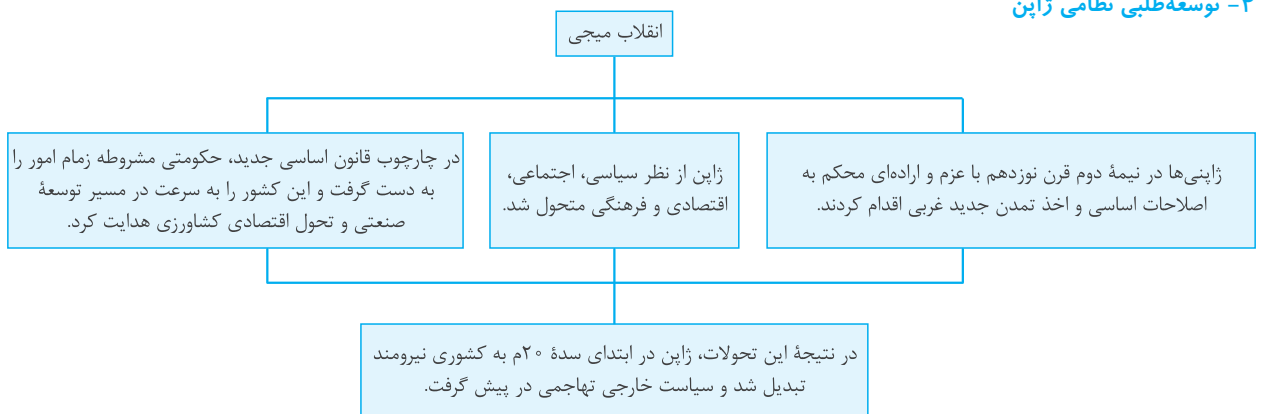 ۲- توسعه‌طلبی نظامی ژاپن
انقلاب میجی
ژاپنی‌ها در نیمهٔ دوم قرن نوزدهم با عزم و اراده‌ای محکم به
اصلاحات اساسی و اخذ تمدن جدید غربی اقدام کردند.
ژاپن از نظر سیاسی، اجتماعی،
اقتصادی و فرهنگی متحول شد.
در چارچوب قانون اساسی جدید، حکومتی مشروطه زمام امور را
به دست گرفت و این کشور را به سرعت در مسیر توسعهٔ
صنعتی و تحول اقتصادی کشاورزی هدایت کرد.
در نتیجهٔ این تحولات، ژاپن در ابتدای سدهٔ ۲۰م به کشوری نیرومند
تبدیل شد و سیاست خارجی تهاجمی در پیش گرفت.